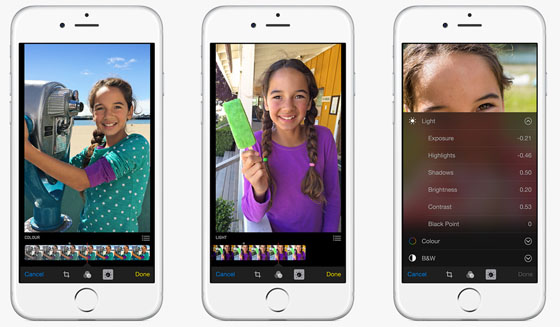 COLOUR
Cancel
Done
LIGHT
Cancel
Done
Light
Exposure -0.21
Highlights -0.46
Shadows 0.50
Brightness 0.20
Contrast 0.53
Black Point 0
Colour
B&W
Cancel
Done